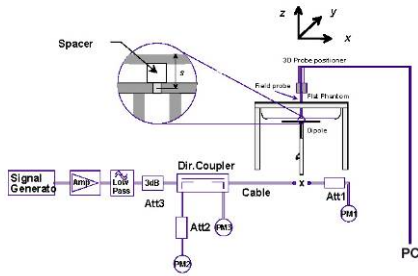 z
y
x
Spacer
s
3D Probe positioner
Field probe
Flat Phantom
Dipole
Signal
Generato
Amp
Low
Pass
3dB
Att3
Dir.Coupler
Cable
x
Att1
PM1
Att2
PM3
PM2
PC